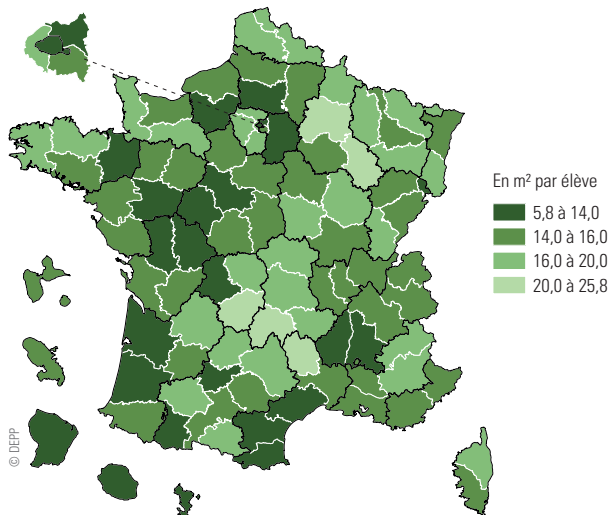 En m² par élève
5,8 à 14,0
14,0 à 16,0
16,0 à 20,0
20,0 à 25,8
© DEPP